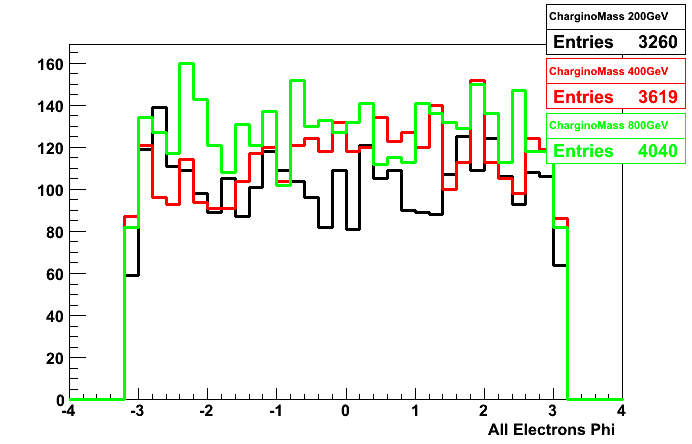 CharginoMass 200GeV
Entries 3260
CharginoMass 400GeV
Entries 3619
CharginoMass 800GeV
Entries 4040
160
140
120
100
80
60
40
20
0
-4 -3 -2 -1 0 1 2 3 4
All Electrons Phi